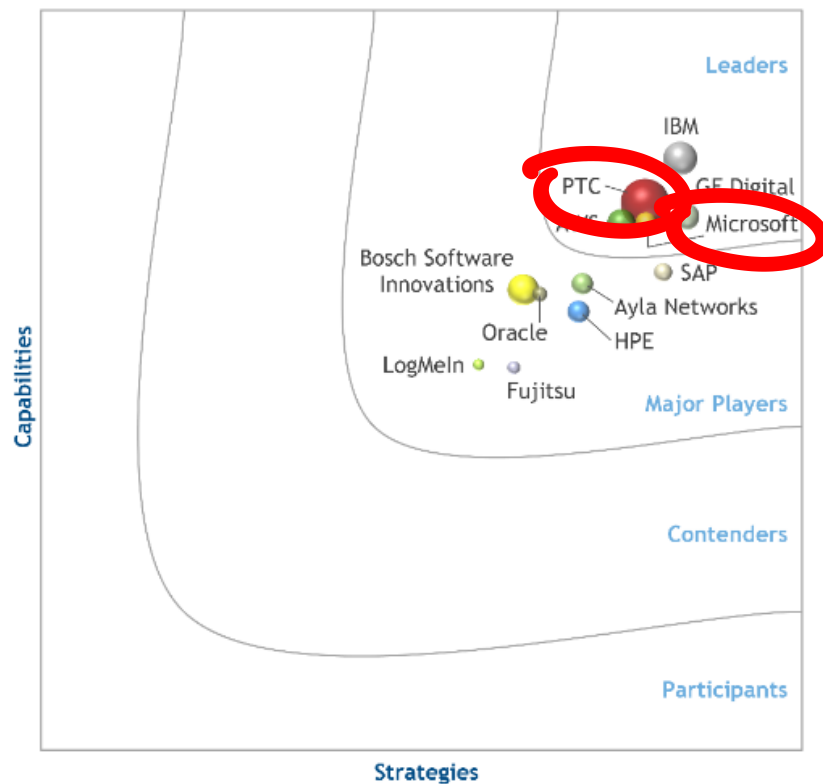 Leaders
IBM
PTC
GE Digital
AWS
Microsoft
SAP
Bosch Software
Innovations
Ayla Networks
Oracle
HPE
LogMeIn
Fujitsu
Major Players
Capabilities
Contenders
Participants
Strategies